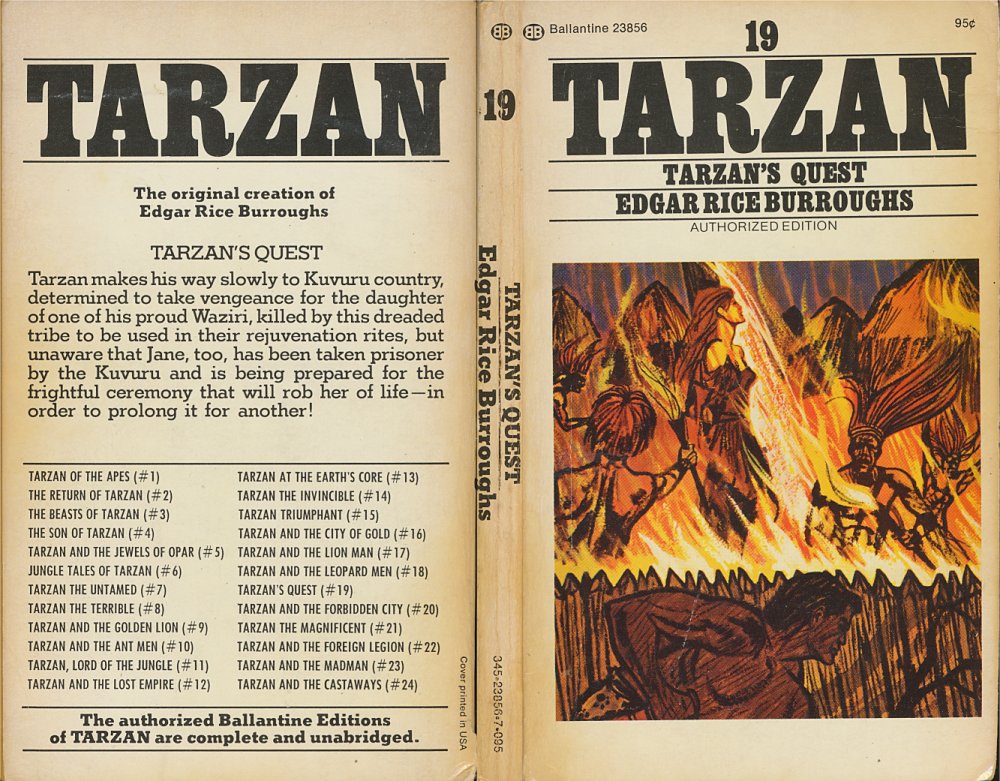 TARZAN
The original creation of
Edgar Rice Burroughs
TARZAN'S QUEST
Tarzan makes his way slowly to Kuvuru country,
determined to take vengeance for the daughter
of one of his proud Waziri, killed by this dreaded
tribe to be used in their rejuvenation rites, but
unaware that Jane, too, has been taken prisoner
by the Kuvuru and is being prepared for the
frightful ceremony that will rob her of life—in
order to prolong it for another!
TARZAN OF THE APES (#1)
THE RETURN OF TARZAN (#2)
THE BEASTS OF TARZAN (#3)
THE SON OF TARZAN (#4)
TARZAN AND THE JEWELS OF OPAR (#5)
JUNGLE TALES OF TARZAN (#6)
TARZAN THE UNTAMED (#7)
TARZAN THE TERRIBLE (#8)
TARZAN AND THE GOLDEN LION (#9)
TARZAN AND THE ANT MEN (#10)
TARZAN, LORD OF THE JUNGLE (#11)
TARZAN AND THE LOST EMPIRE (#12)
TARZAN AT THE EARTH'S CORE (#13)
TARZAN THE INVINCIBLE (#14)
TARZAN TRIUMPHANT (#15)
TARZAN AND THE CITY OF GOLD (#16)
TARZAN AND THE LION MAN (#17)
TARZAN AND THE LEOPARD MEN (#18)
TARZAN'S QUEST (#19)
TARZAN AND THE FORBIDDEN CITY (#20)
TARZAN THE MAGNIFICENT (#21)
TARZAN AND THE FOREIGN LEGION (#22)
TARZAN AND THE MADMAN (#23)
TARZAN AND THE CASTAWAYS (#24)
The authorized Ballantine Editions
of TARZAN are complete and unabridged.
Cover printed in USA
BB
19
TARZAN'S QUEST
Edgar Rice Burroughs
345-23856-7-095
BB Ballantine 23856
95¢
19
TARZAN
TARZAN'S QUEST
EDGAR RICE BURROUGHS
AUTHORIZED EDITION